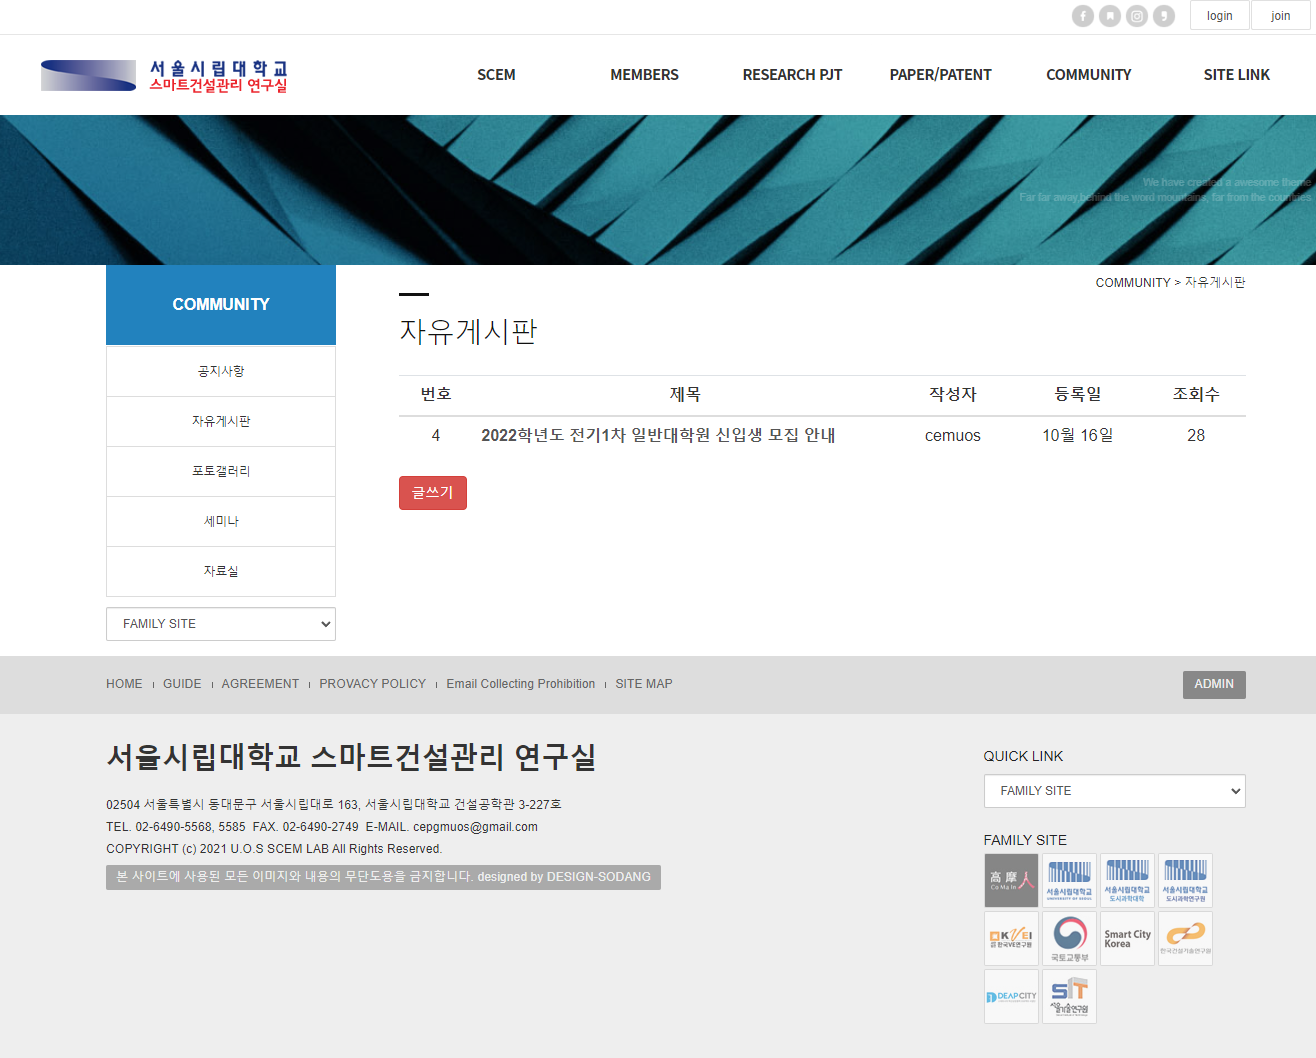 login
join
서울시립대학교
스마트건설관리 연구실
SCEM
MEMBERS
RESEARCH PJT
PAPER/PATENT
COMMUNITY
SITE LINK
We have created a awesome theme
Far far away,behind the word mountains, far from the countries
COMMUNITY
공지사항
자유게시판
포토갤러리
세미나
자료실
FAMILY SITE
COMMUNITY > 자유게시판
자유게시판
번호 제목 작성자 등록일 조회수
4 2022학년도 전기1차 일반대학원 신입생 모집 안내 cemuos 10월 16일 28
글쓰기
HOME GUIDE AGREEMENT PROVACY POLICY Email Collecting Prohibition SITE MAP
ADMIN
서울시립대학교 스마트건설관리 연구실
02504 서울특별시 동대문구 서울시립대로 163, 서울시립대학교 건설공학관 3-227호
TEL. 02-6490-5568, 5585 FAX. 02-6490-2749 E-MAIL. cepgmuos@gmail.com
COPYRIGHT (c) 2021 U.O.S SCEM LAB All Rights Reserved.
본 사이트에 사용된 모든 이미지와 내용의 무단도용을 금지합니다. designed by DESIGN-SODANG
QUICK LINK
FAMILY SITE
FAMILY SITE
高摩人
CoMaIn
서울시립대학교
UNIVERSITY OF SEOUL
서울시립대학교
도시과학대학
서울시립대학교
도시과학연구원
KVEI
한국VE연구원
국토교통부
Smart City
Korea
한국건설기술연구원
DEAPCITY
SIT
서울기술연구원